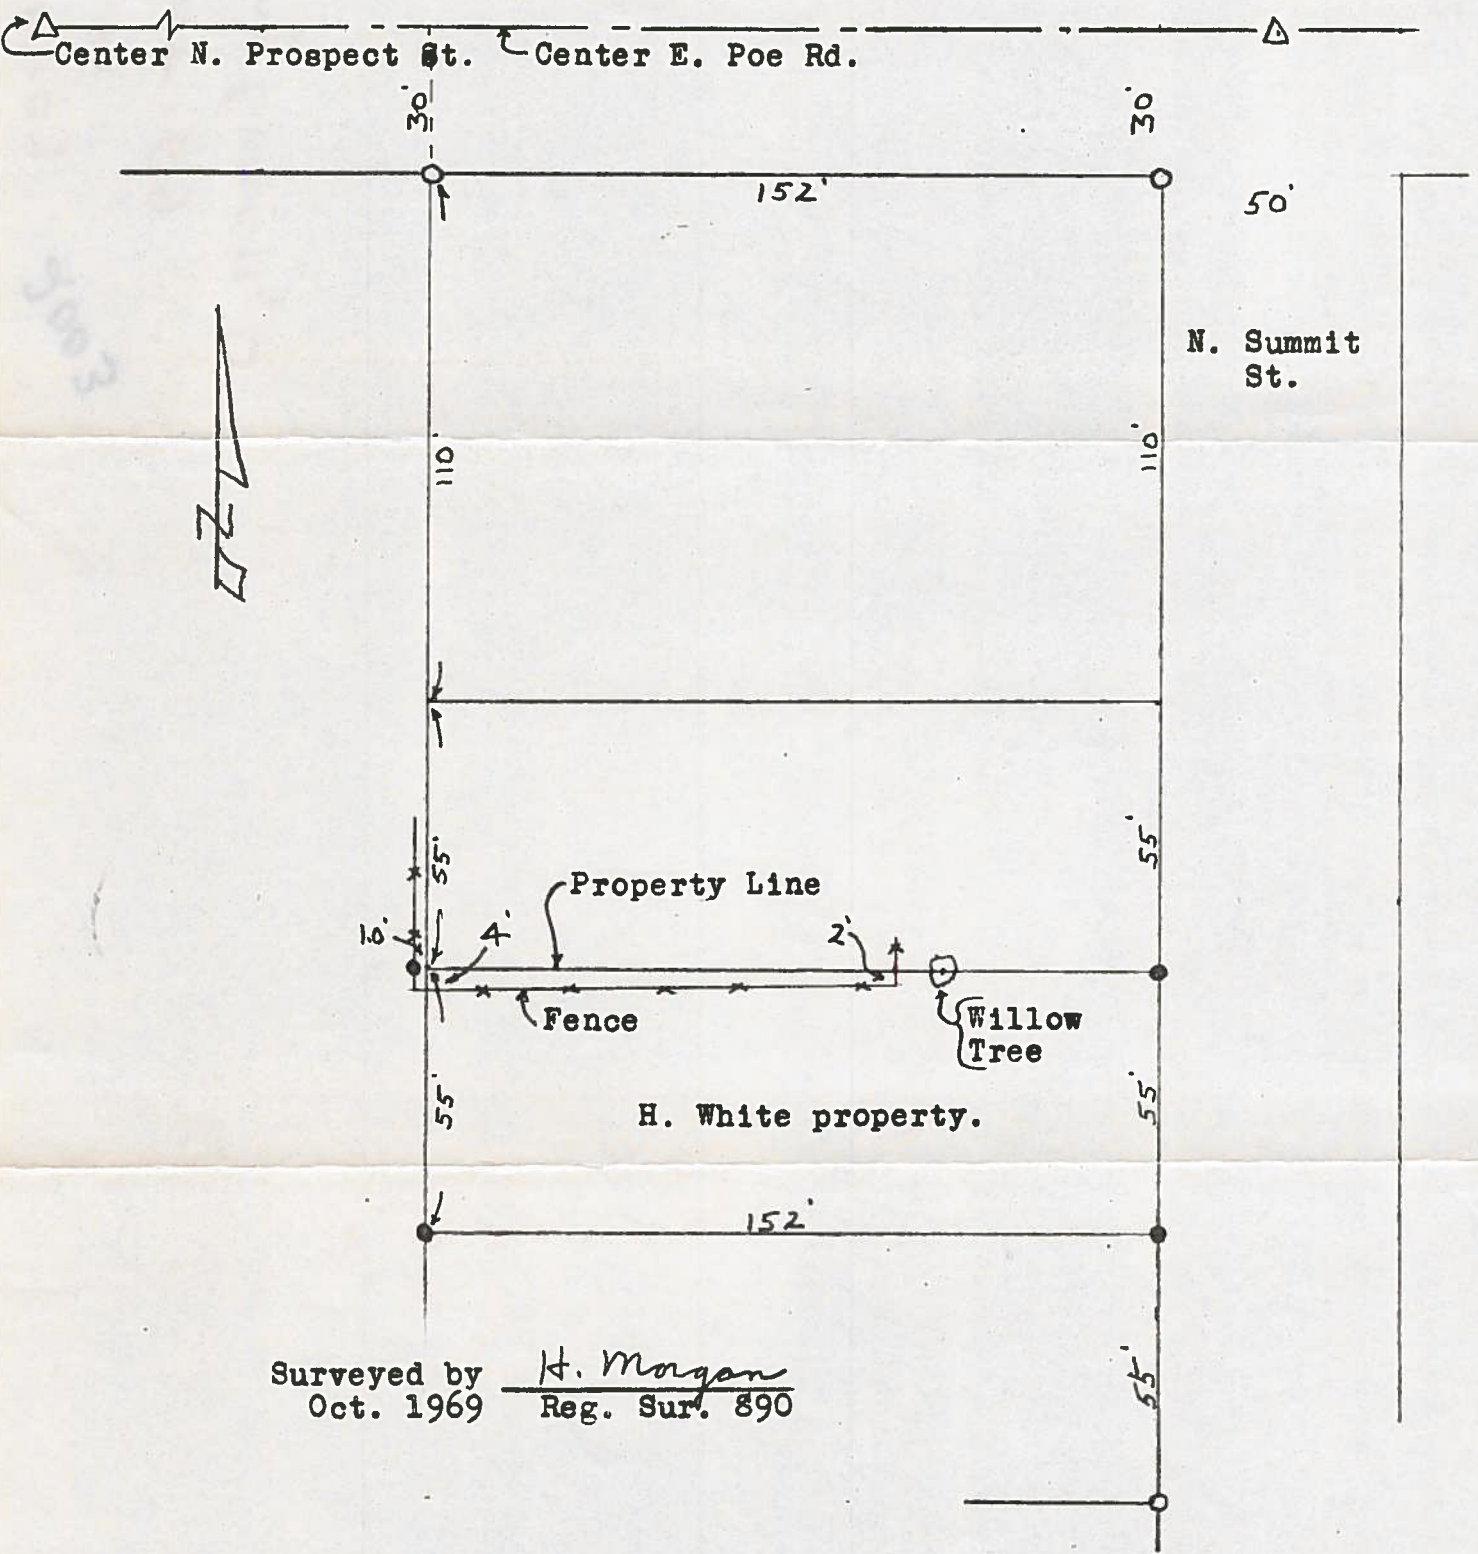 Center N. Prospect St.
Center E. Poe Rd.
30'
30'
152'
50'
N. Summit
St.
N
110'
110'
55'
55'
Property Line
1.0'
4'
2'
Fence
Willow
Tree
55'
55'
H. White property.
152'
Surveyed by H. Morgan
Oct. 1969 Reg. Sur. 890
55'